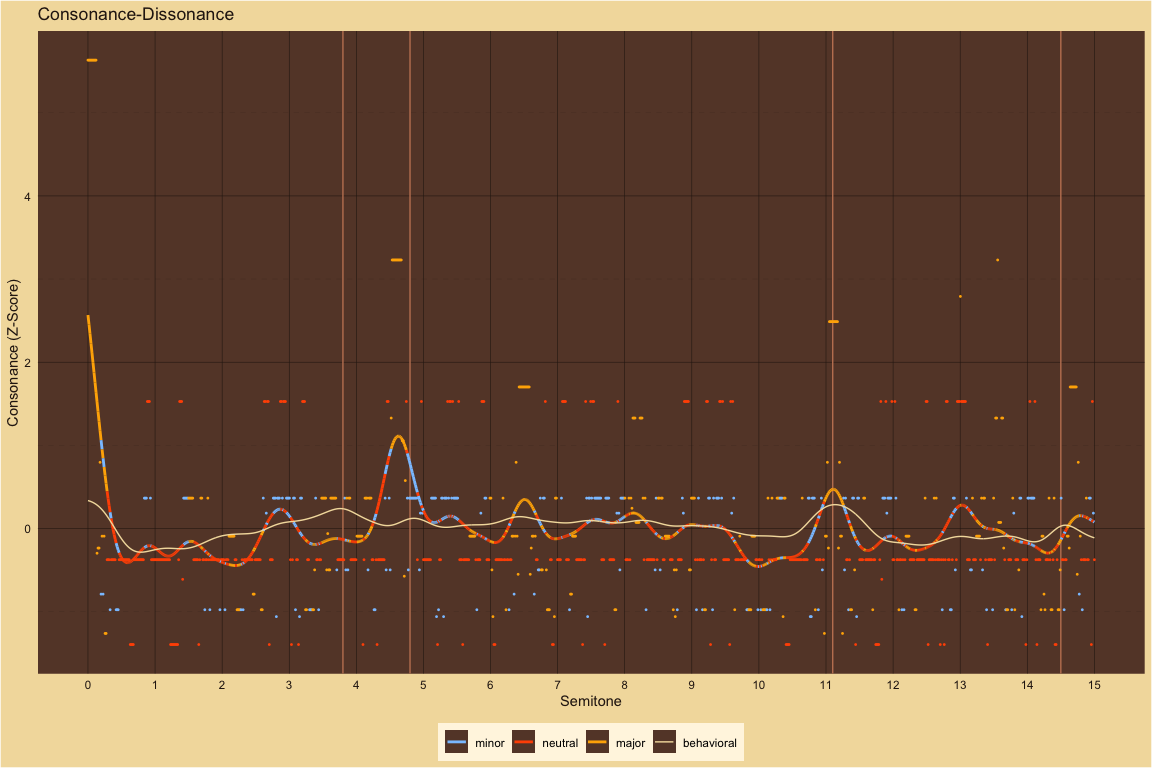 Consonance-Dissonance
Consonance (Z-Score)
4
2
0
0 1 2 3 4 5 6 7 8 9 10 11 12 13 14 15
Semitone
minor neutral major behavioral